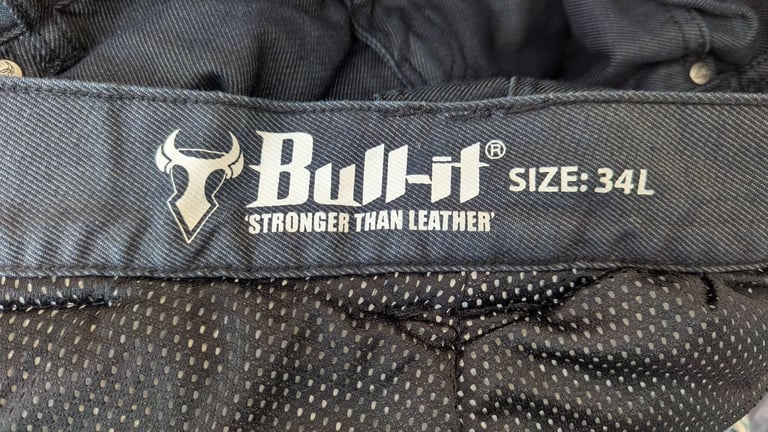 Bull-it® SIZE: 34L
'STRONGER THAN LEATHER'